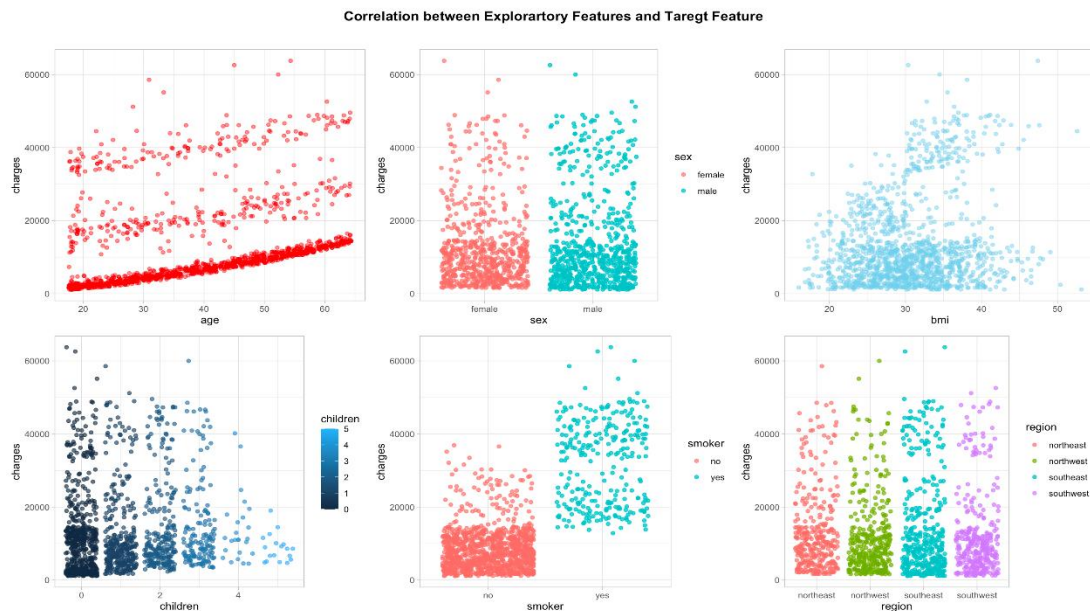 Correlation between Explorartory Features and Taregt Feature
charges
60000
40000
20000
0
20 30 40 50 60
age
charges
60000
40000
20000
0
female male
sex
sex
female
male
charges
60000
40000
20000
0
20 30 40 50
bmi
charges
60000
40000
20000
0
0 2 4
children
children
5
4
3
2
1
0
charges
60000
40000
20000
0
no yes
smoker
smoker
no
yes
charges
60000
40000
20000
0
northeast northwest southeast southwest
region
region
northeast
northwest
southeast
southwest